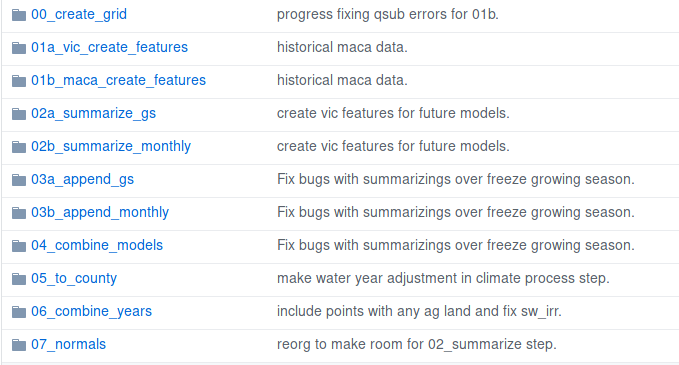 00_create_grid progress fixing qsub errors for 01b.
01a_vic_create_features historical maca data.
01b_maca_create_features historical maca data.
02a_summarize_gs create vic features for future models.
02b_summarize_monthly create vic features for future models.
03a_append_gs Fix bugs with summarizings over freeze growing season.
03b_append_monthly Fix bugs with summarizings over freeze growing season.
04_combine_models Fix bugs with summarizings over freeze growing season.
05_to_county make water year adjustment in climate process step.
06_combine_years include points with any ag land and fix sw_irr.
07_normals reorg to make room for 02_summarize step.